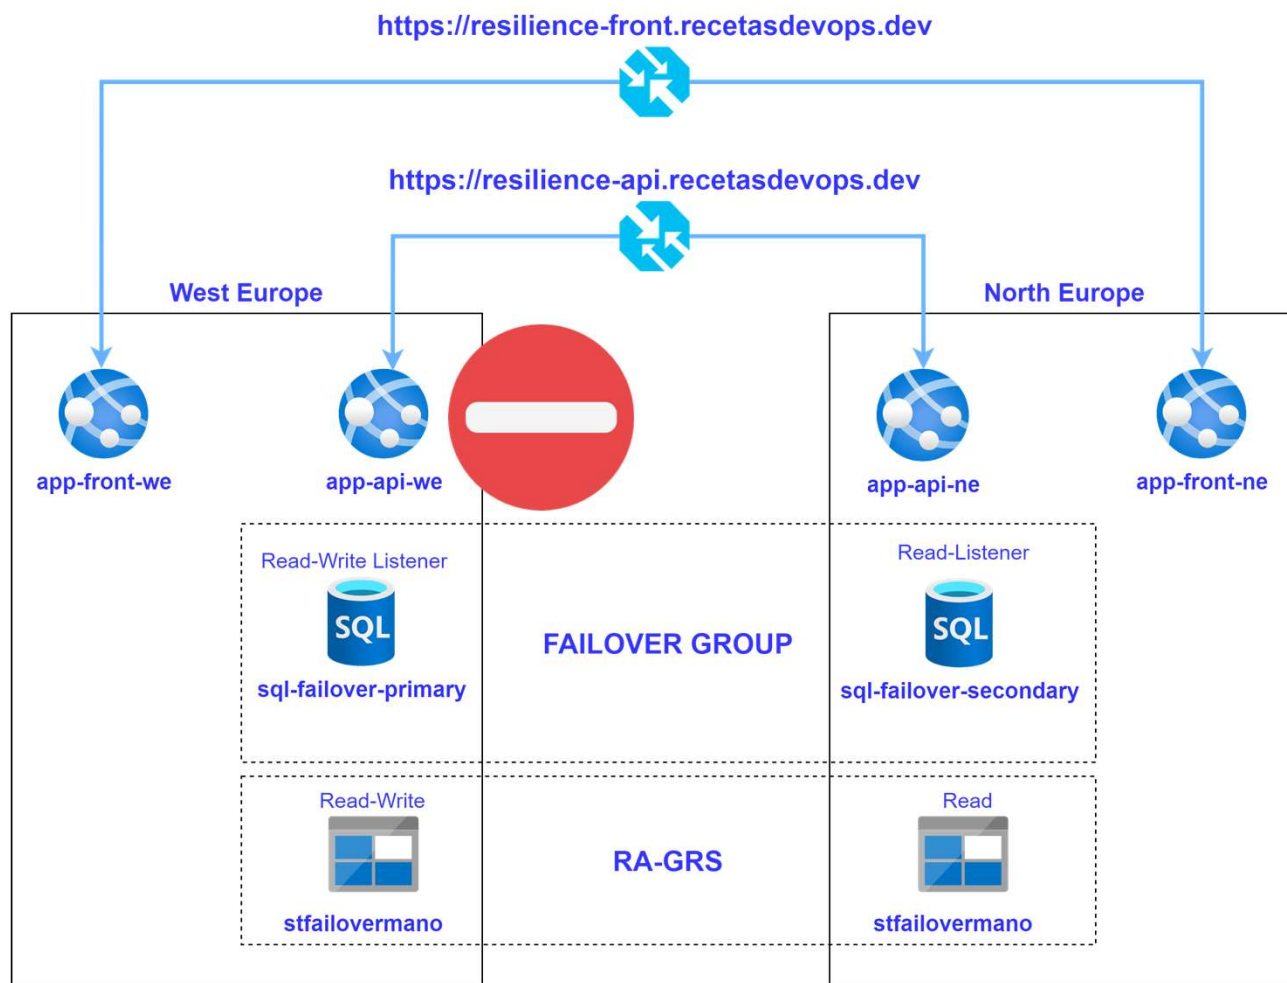 https://resilience-front.recetasdevops.dev
https://resilience-api.recetasdevops.dev
West Europe
North Europe
app-front-we
app-api-we
app-api-ne
app-front-ne
Read-Write Listener
Read-Listener
SQL
SQL
FAILOVER GROUP
sql-failover-primary
sql-failover-secondary
Read-Write
Read
RA-GRS
stfailovermano
stfailovermano